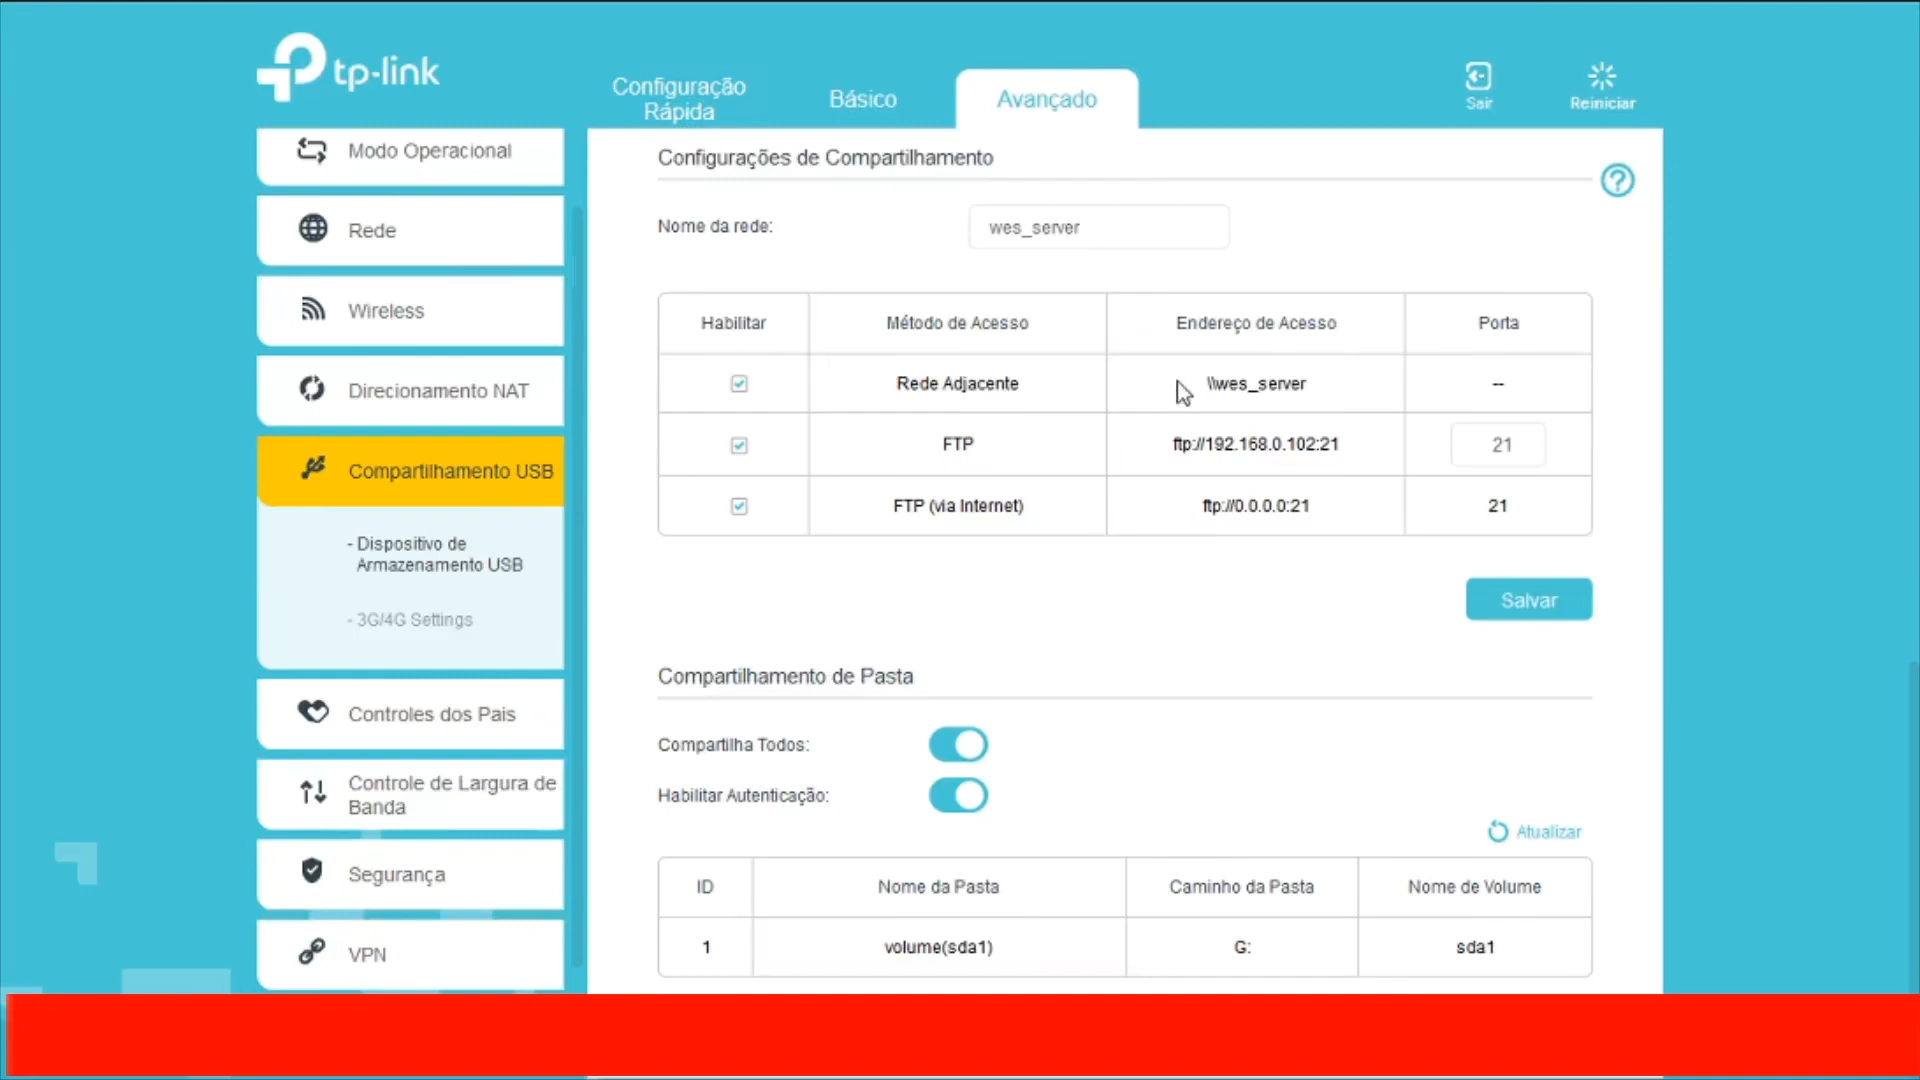 tp-link
Configuração
Rápida
Básico
Avançado
Sair
Reiniciar
Modo Operacional
Rede
Wireless
Direcionamento NAT
Compartilhamento USB
- Dispositivo de
Armazenamento USB
- 3G/4G Settings
Controles dos Pais
Controle de Largura de
Banda
Segurança
VPN
Configurações de Compartilhamento
?
Nome da rede: wes_server
Habilitar Método de Acesso Endereço de Acesso Porta
Rede Adjacente \\wes_server --
FTP ftp://192.168.0.102:21 21
FTP (via Internet) ftp://0.0.0.0:21 21
Salvar
Compartilhamento de Pasta
Compartilha Todos:
Habilitar Autenticação:
Atualizar
ID Nome da Pasta Caminho da Pasta Nome de Volume
1 volume(sda1) G: sda1